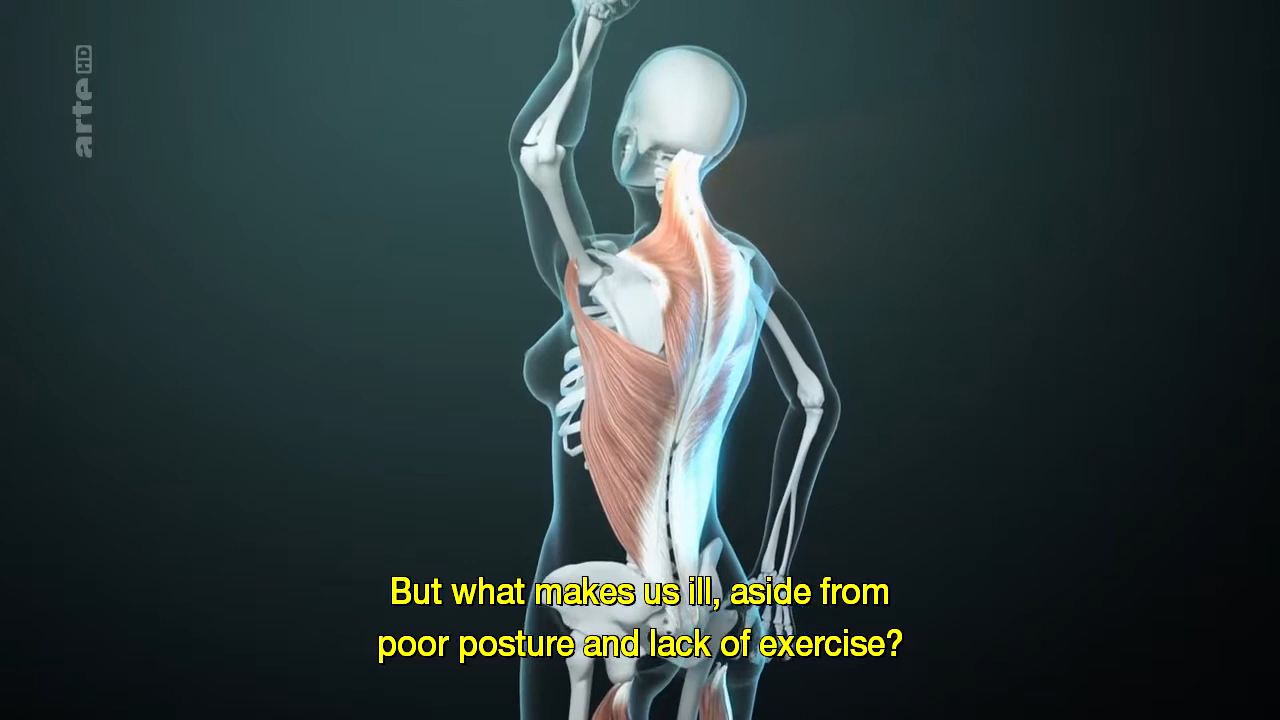 arte HD
But what makes us ill, aside from
poor posture and lack of exercise?